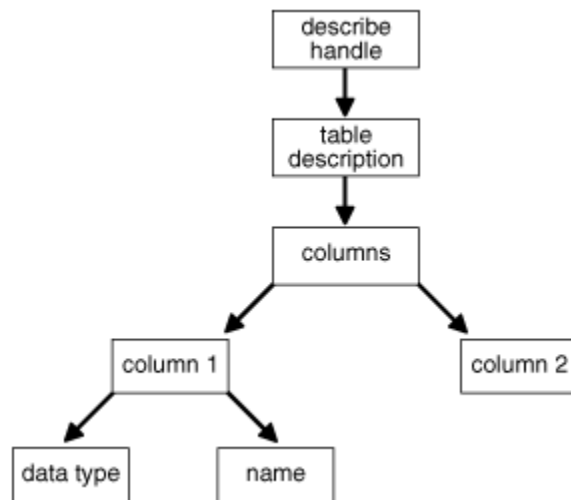 describe
handle
table
description
columns
column 1
column 2
data type
name